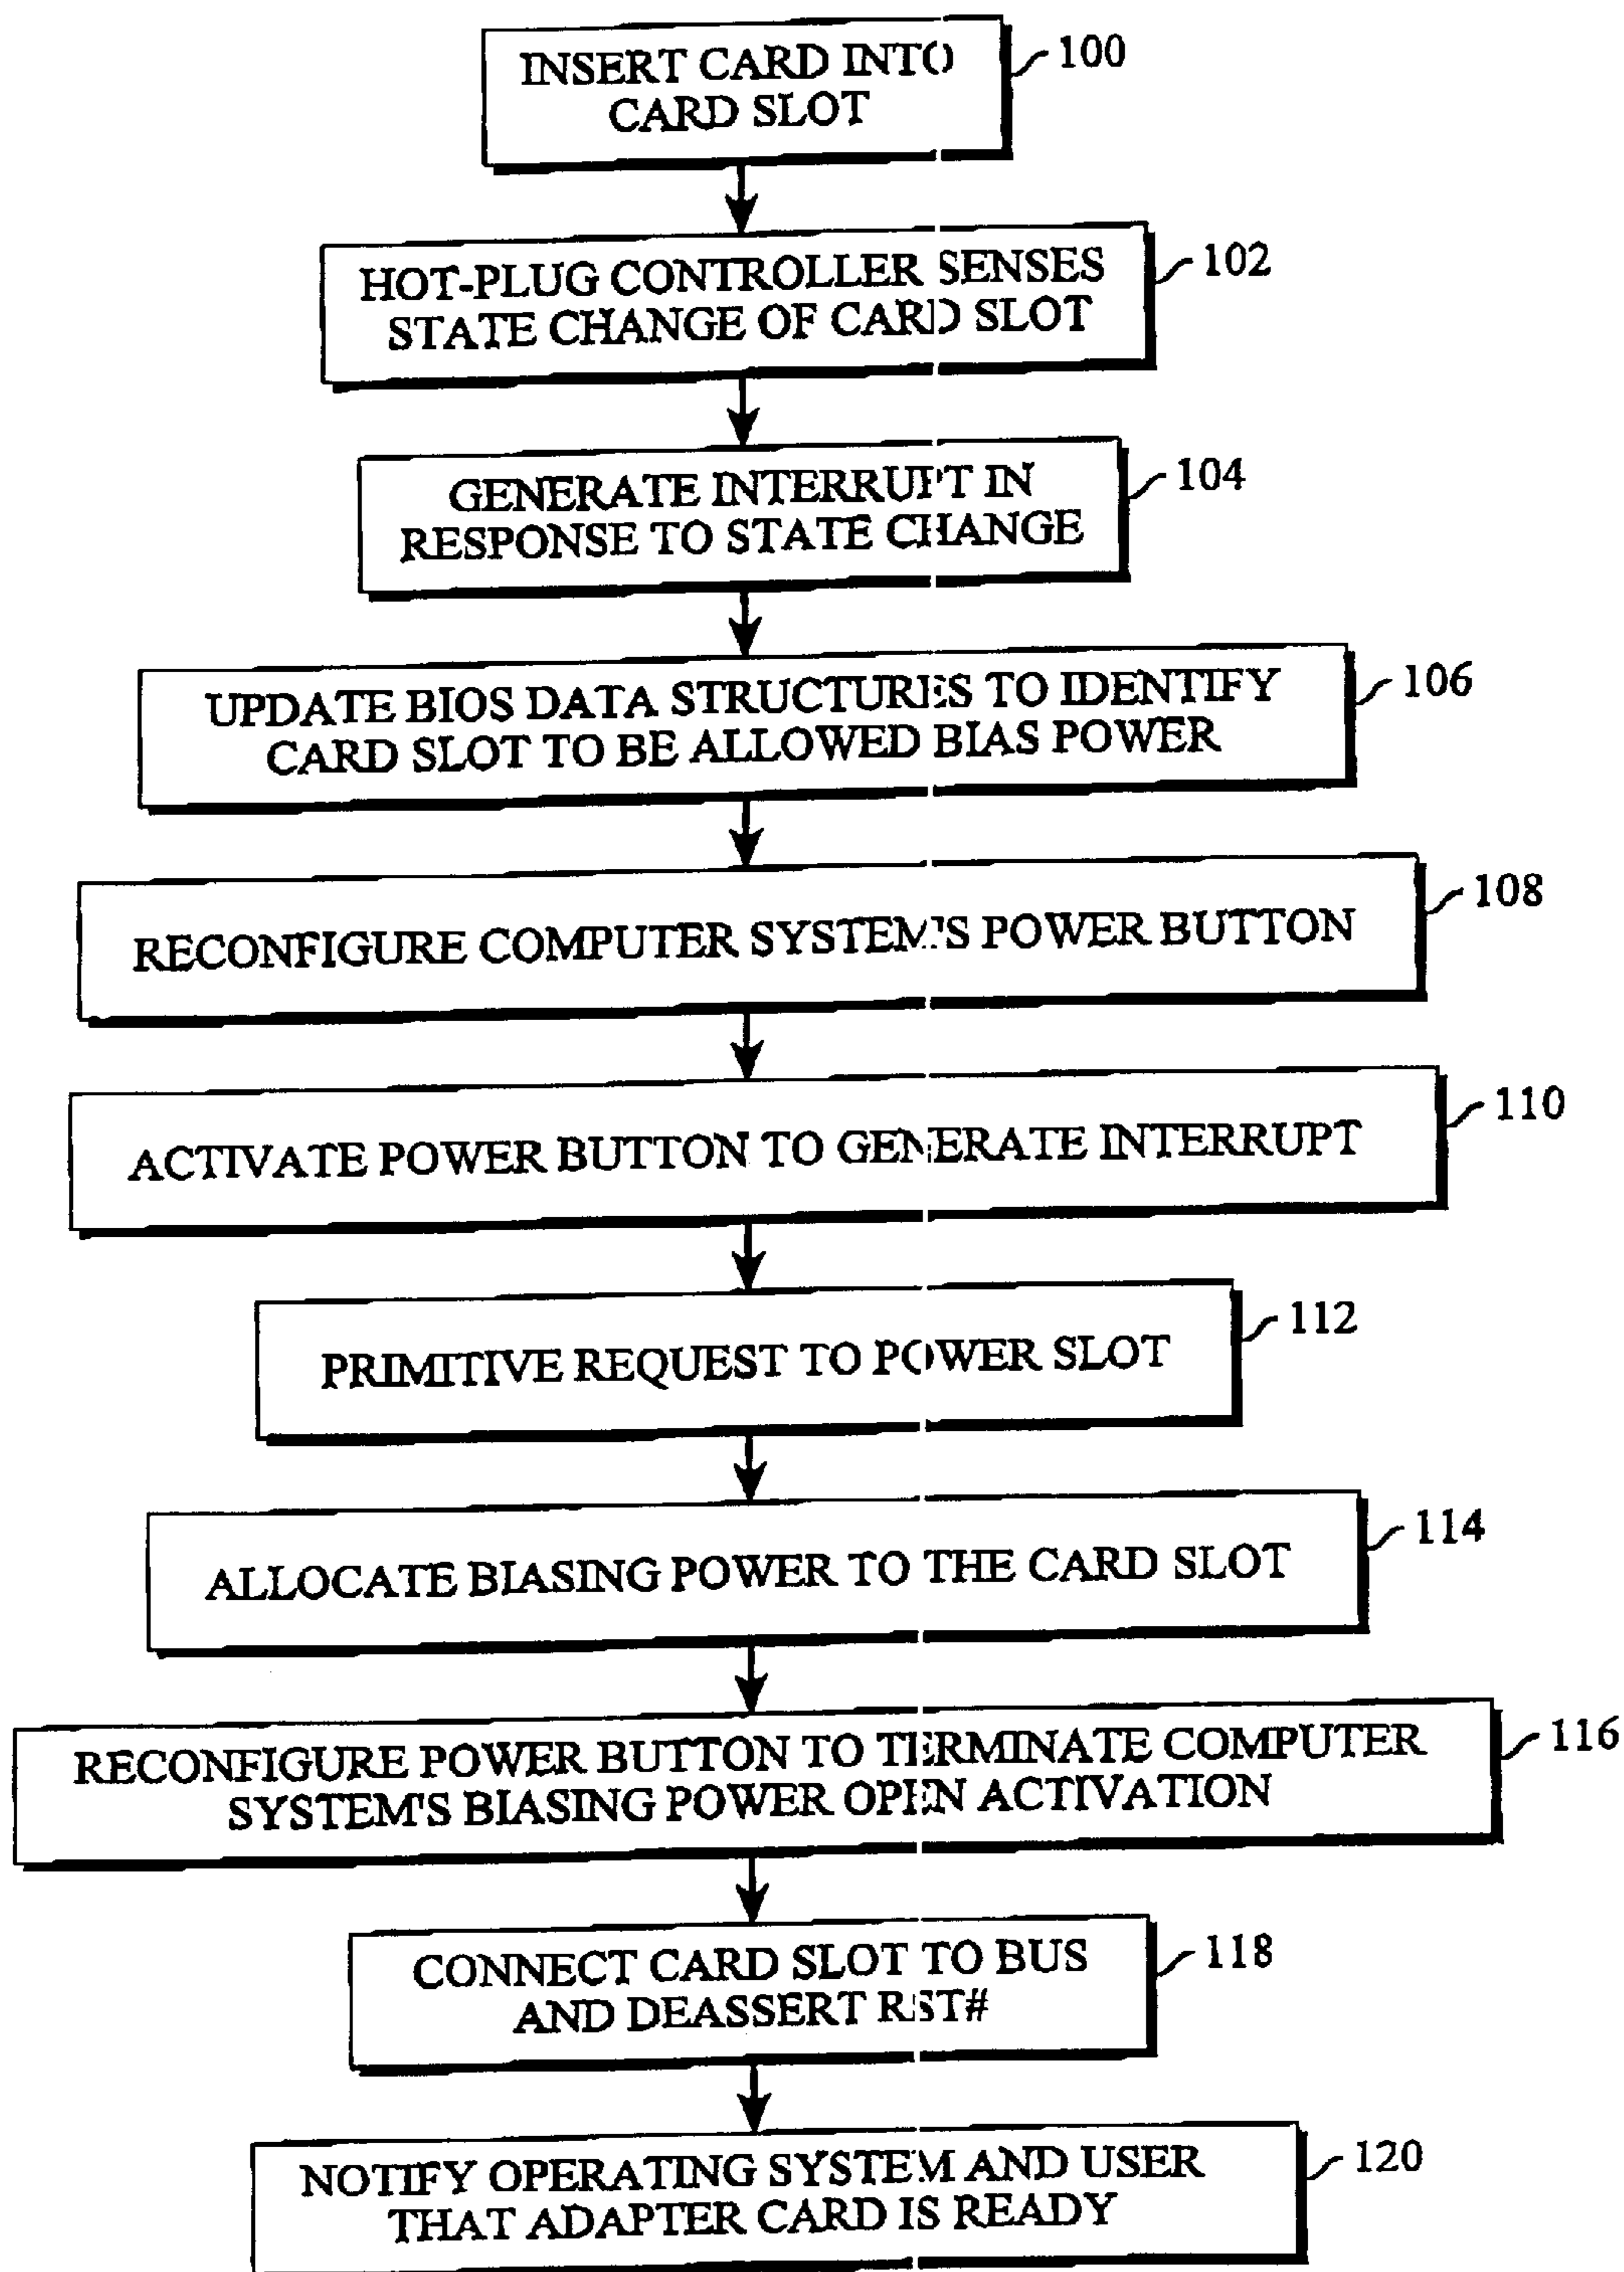 INSERT CARD INTO
CARD SLOT
100
HOT-PLUG CONTROLLER SENSES
STATE CHANGE OF CARD SLOT
102
GENERATE INTERRUPT IN
RESPONSE TO STATE CHANGE
104
UPDATE BIOS DATA STRUCTURES TO IDENTIFY
CARD SLOT TO BE ALLOWED BIAS POWER
106
RECONFIGURE COMPUTER SYSTEM'S POWER BUTTON
108
ACTIVATE POWER BUTTON TO GENERATE INTERRUPT
110
PRIMITIVE REQUEST TO POWER SLOT
112
ALLOCATE BIASING POWER TO THE CARD SLOT
114
RECONFIGURE POWER BUTTON TO TERMINATE COMPUTER
SYSTEM'S BIASING POWER OPEN ACTIVATION
116
CONNECT CARD SLOT TO BUS
AND DEASSERT RST#
118
NOTIFY OPERATING SYSTEM AND USER
THAT ADAPTER CARD IS READY
120